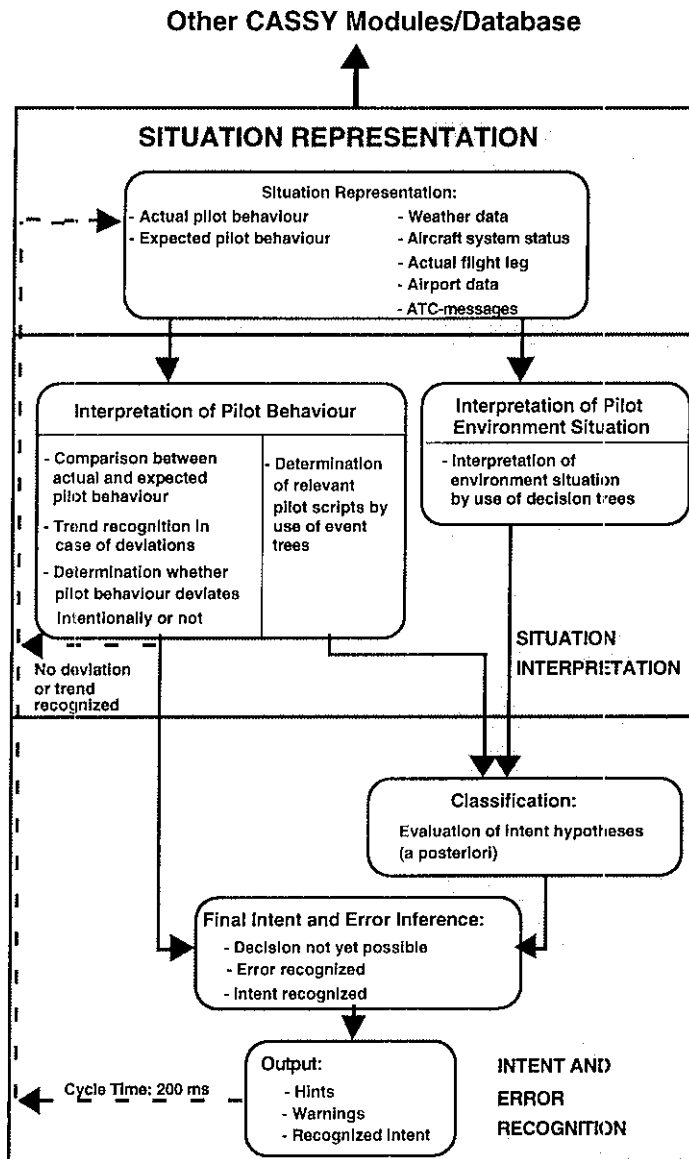 Other CASSY Modules/Database
SITUATION REPRESENTATION
Situation Representation:
- Actual pilot behaviour
- Expected pilot behaviour
- Weather data
- Aircraft system status
- Actual flight leg
- Airport data
- ATC-messages
Interpretation of Pilot Behaviour
- Comparison between
actual and expected
pilot behaviour
- Trend recognition in
case of deviations
- Determination whether
pilot behaviour deviates
Intentionally or not
- Determination
of relevant
pilot scripts by
use of event
trees
Interpretation of Pilot
Environment Situation
- Interpretation of
environment situation
by use of decision trees
No deviation
or trend
recognized
SITUATION
INTERPRETATION
Classification:
Evaluation of intent hypotheses
(a posteriori)
Final Intent and Error Inference:
- Decision not yet possible
- Error recognized
- Intent recognized
Output:
- Hints
- Warnings
- Recognized Intent
Cycle Time: 200 ms
INTENT AND
ERROR
RECOGNITION